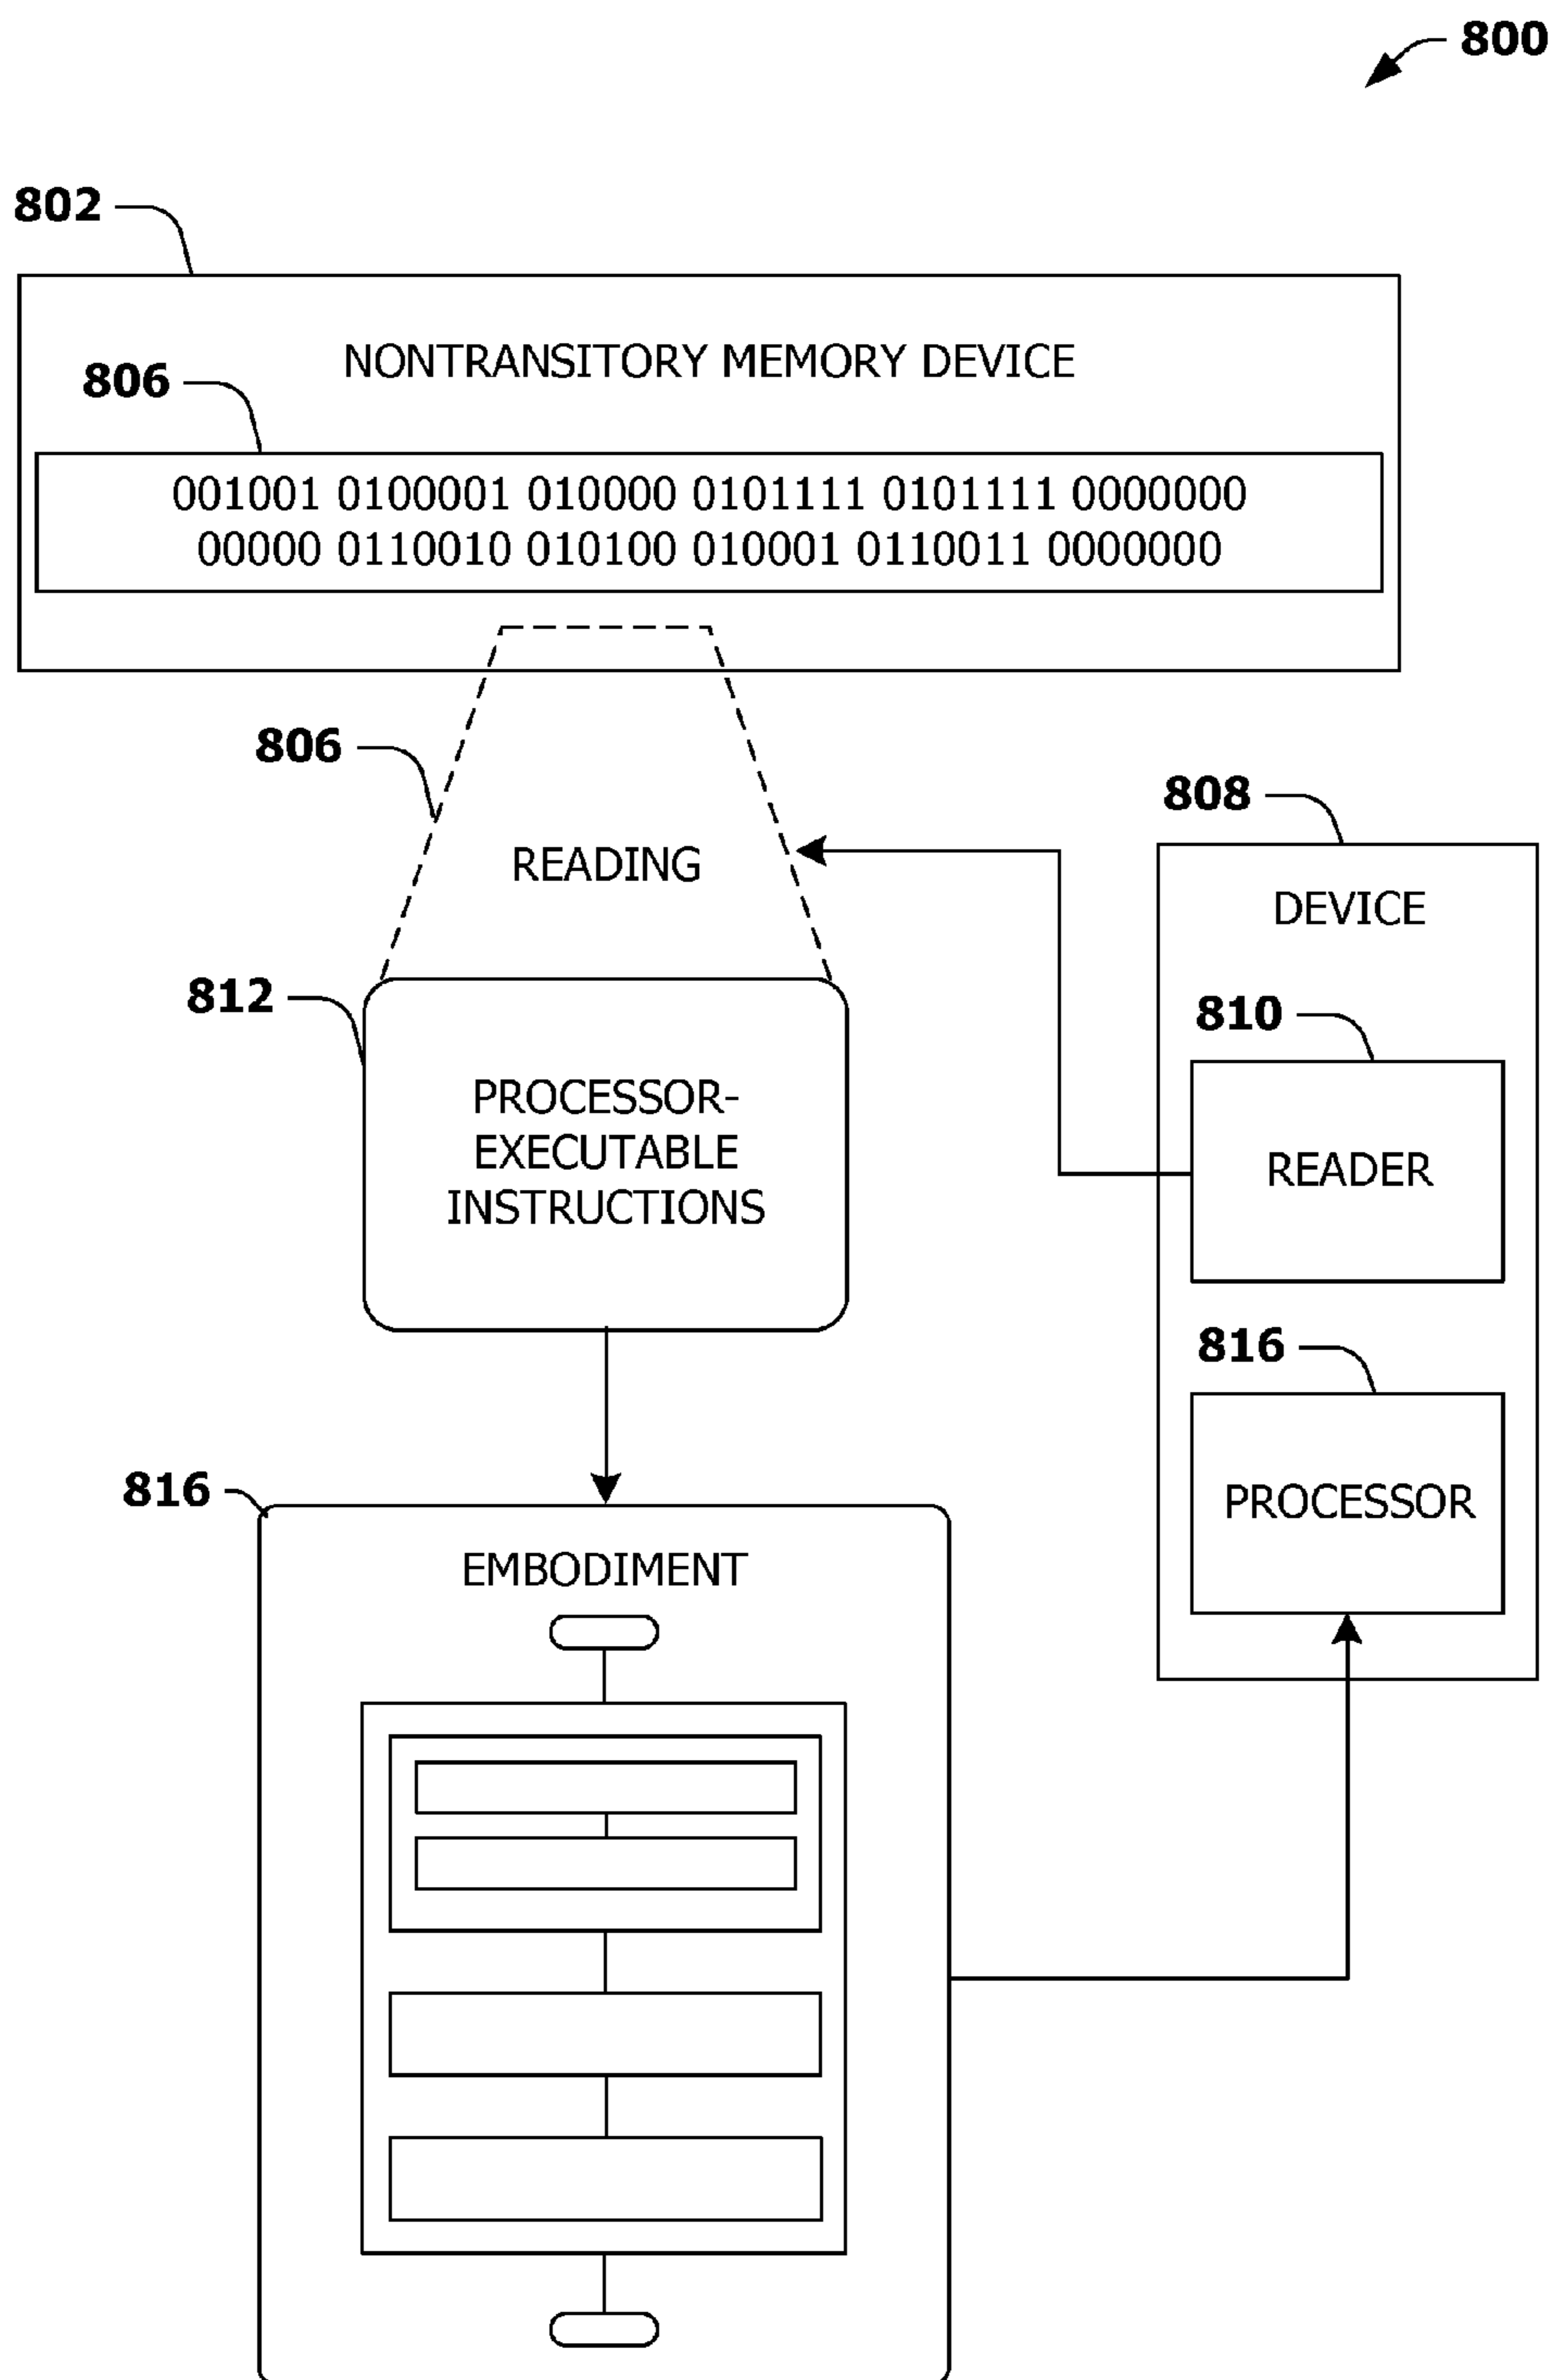 800
802
NONTRANSITORY MEMORY DEVICE
806
001001 0100001 010000 0101111 0101111 0000000
00000 0110010 010100 010001 0110011 0000000
806
808
READING
DEVICE
812
810
PROCESSOR-
EXECUTABLE
INSTRUCTIONS
READER
816
816
PROCESSOR
EMBODIMENT